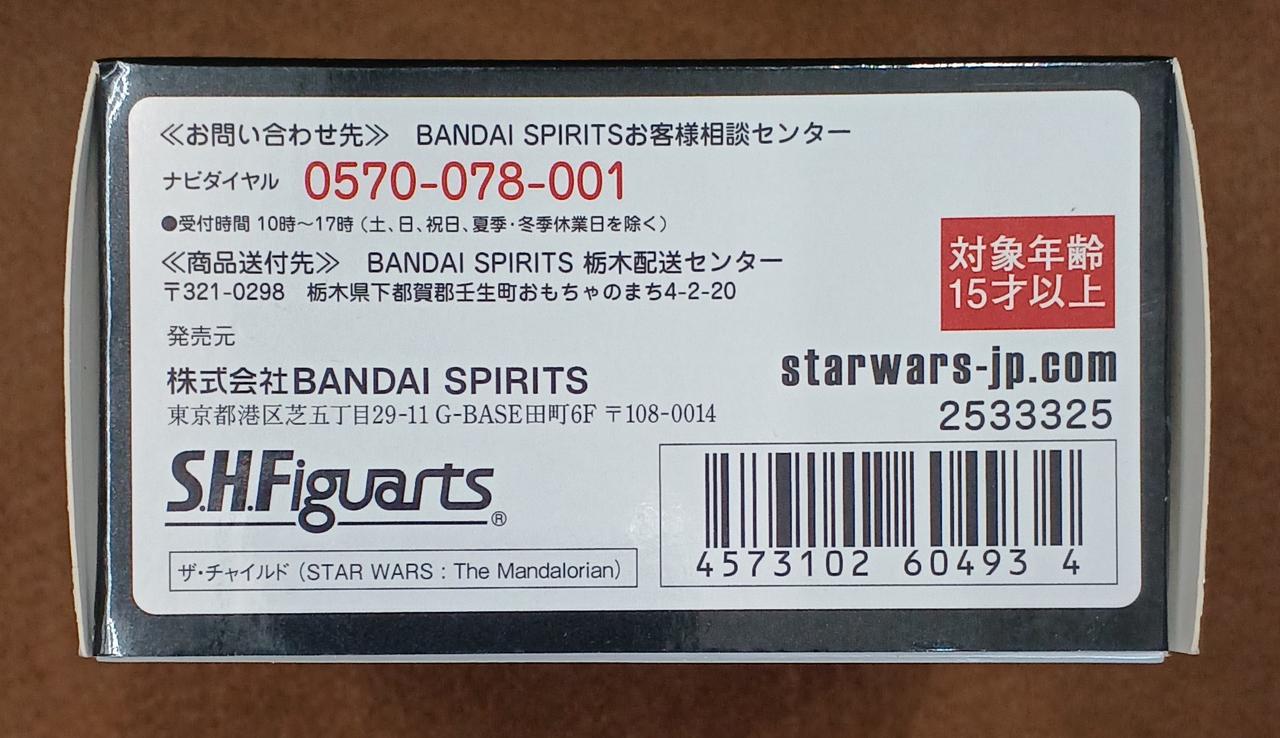 ≪お問い合わせ先≫　BANDAI SPIRITSお客様相談センター
ナビダイヤル 0570-078-001
●受付時間 10時～17時（土、日、祝日、夏季・冬季休業日を除く）
≪商品送付先≫　BANDAI SPIRITS 栃木配送センター
〒321-0298　栃木県下都賀郡壬生町おもちゃのまち4-2-20
対象年齢
15才以上
発売元
株式会社BANDAI SPIRITS
東京都港区芝五丁目29-11 G-BASE田町6F 〒108-0014
starwars-jp.com
2533325
S.H.Figuarts®
ザ・チャイルド（STAR WARS : The Mandalorian）
4573102 60493 4